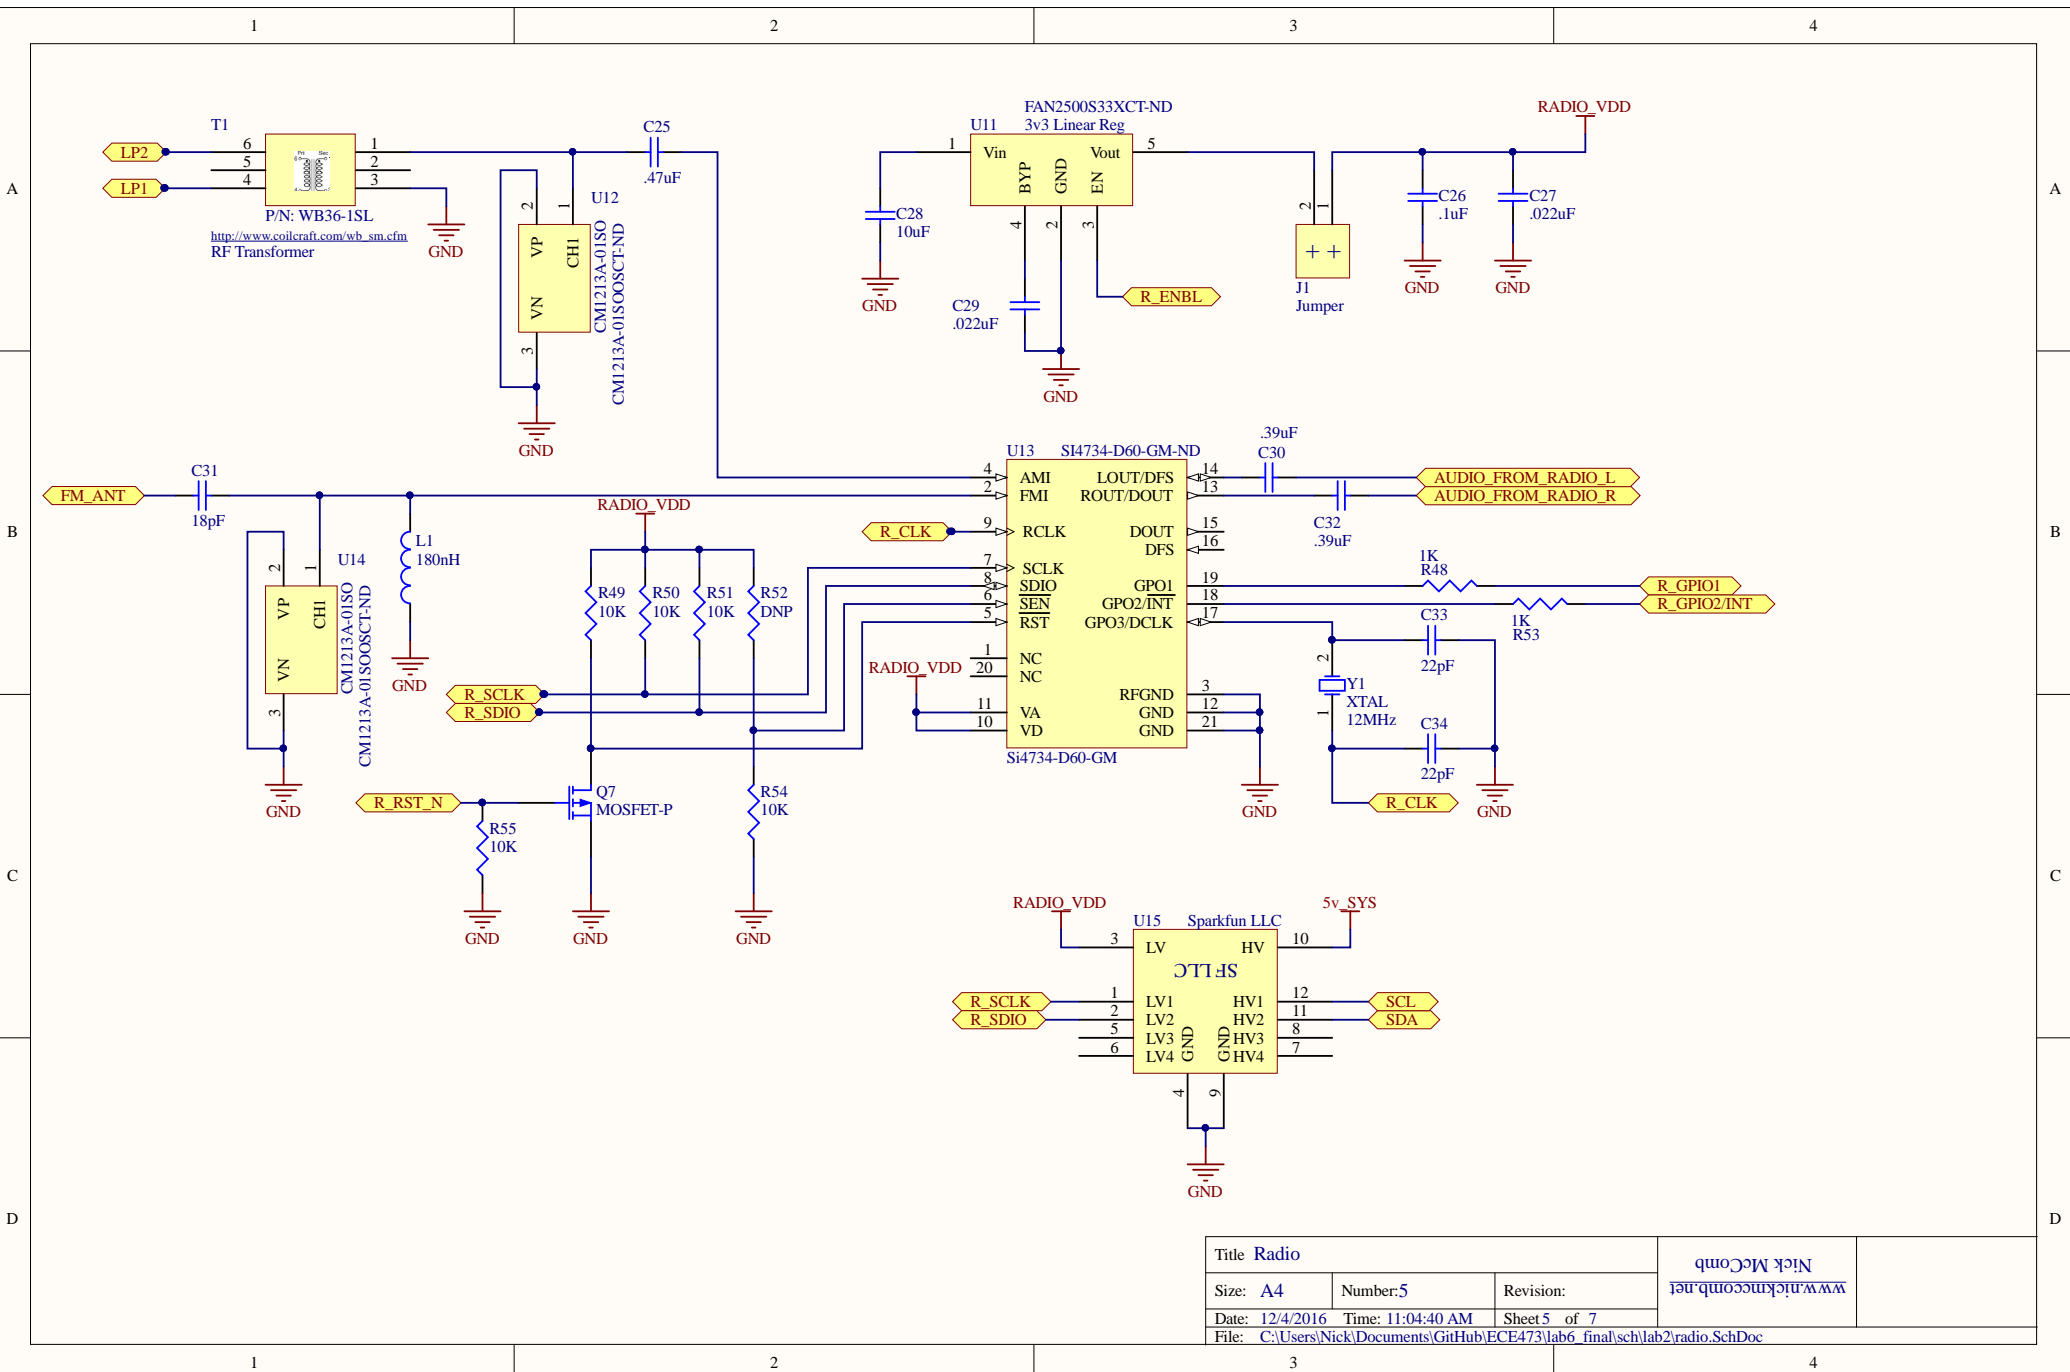 1 2 3 4
A
B
C
D
T1
LP2
LP1
6
5
4
1
2
3
Pri Sec
P/N: WB36-1SL
http://www.coilcraft.com/wb_sm.cfm
RF Transformer
GND
C25
.47uF
U12
2
1
VP
CH1
VN
3
CM1213A-01SO
CM1213A-01SOOSCT-ND
GND
FAN2500S33XCT-ND
U11 3v3 Linear Reg
1 Vin Vout 5
BYP GND EN
4 2 3
C28
10uF
GND
C29
.022uF
R_ENBL
GND
2 1
J1
Jumper
RADIO_VDD
C26
.1uF
GND
C27
.022uF
GND
FM_ANT
C31
18pF
U14
2
1
VP
CH1
VN
3
CM1213A-01SO
CM1213A-01SOOSCT-ND
GND
L1
180nH
GND
RADIO_VDD
R49
10K
R50
10K
R51
10K
R52
DNP
R_SCLK
R_SDIO
R_RST_N
R55
10K
GND
Q7
MOSFET-P
GND
R54
10K
GND
R_CLK
RADIO_VDD
U13 SI4734-D60-GM-ND
4 AMI LOUT/DFS 14
2 FMI ROUT/DOUT 13
9 RCLK DOUT 15
DFS 16
7 SCLK
8 SDIO GPO1 19
6 SEN GPO2/INT 18
5 RST GPO3/DCLK 17
1 NC
20 NC
RFGND 3
11 VA GND 12
10 VD GND 21
Si4734-D60-GM
GND
.39uF
C30
C32
.39uF
AUDIO_FROM_RADIO_L
AUDIO_FROM_RADIO_R
1K
R48
R_GPIO1
R_GPIO2/INT
1K
R53
C33
22pF
2
Y1
XTAL
12MHz
1
C34
22pF
R_CLK
GND
RADIO_VDD
5v_SYS
U15 Sparkfun LLC
3 LV HV 10
SFLLC
R_SCLK 1 LV1 HV1 12 SCL
R_SDIO 2 LV2 HV2 11 SDA
5 LV3 HV3 8
6 LV4 HV4 7
GND GND
4 9
GND
Title Radio
Size: A4 Number:5 Revision:
Date: 12/4/2016 Time: 11:04:40 AM Sheet 5 of 7
File: C:\Users\Nick\Documents\GitHub\ECE473\lab6_final\sch\lab2\radio.SchDoc
Nick McComb
www.nickmccomb.net
A
B
C
D
1 2 3 4